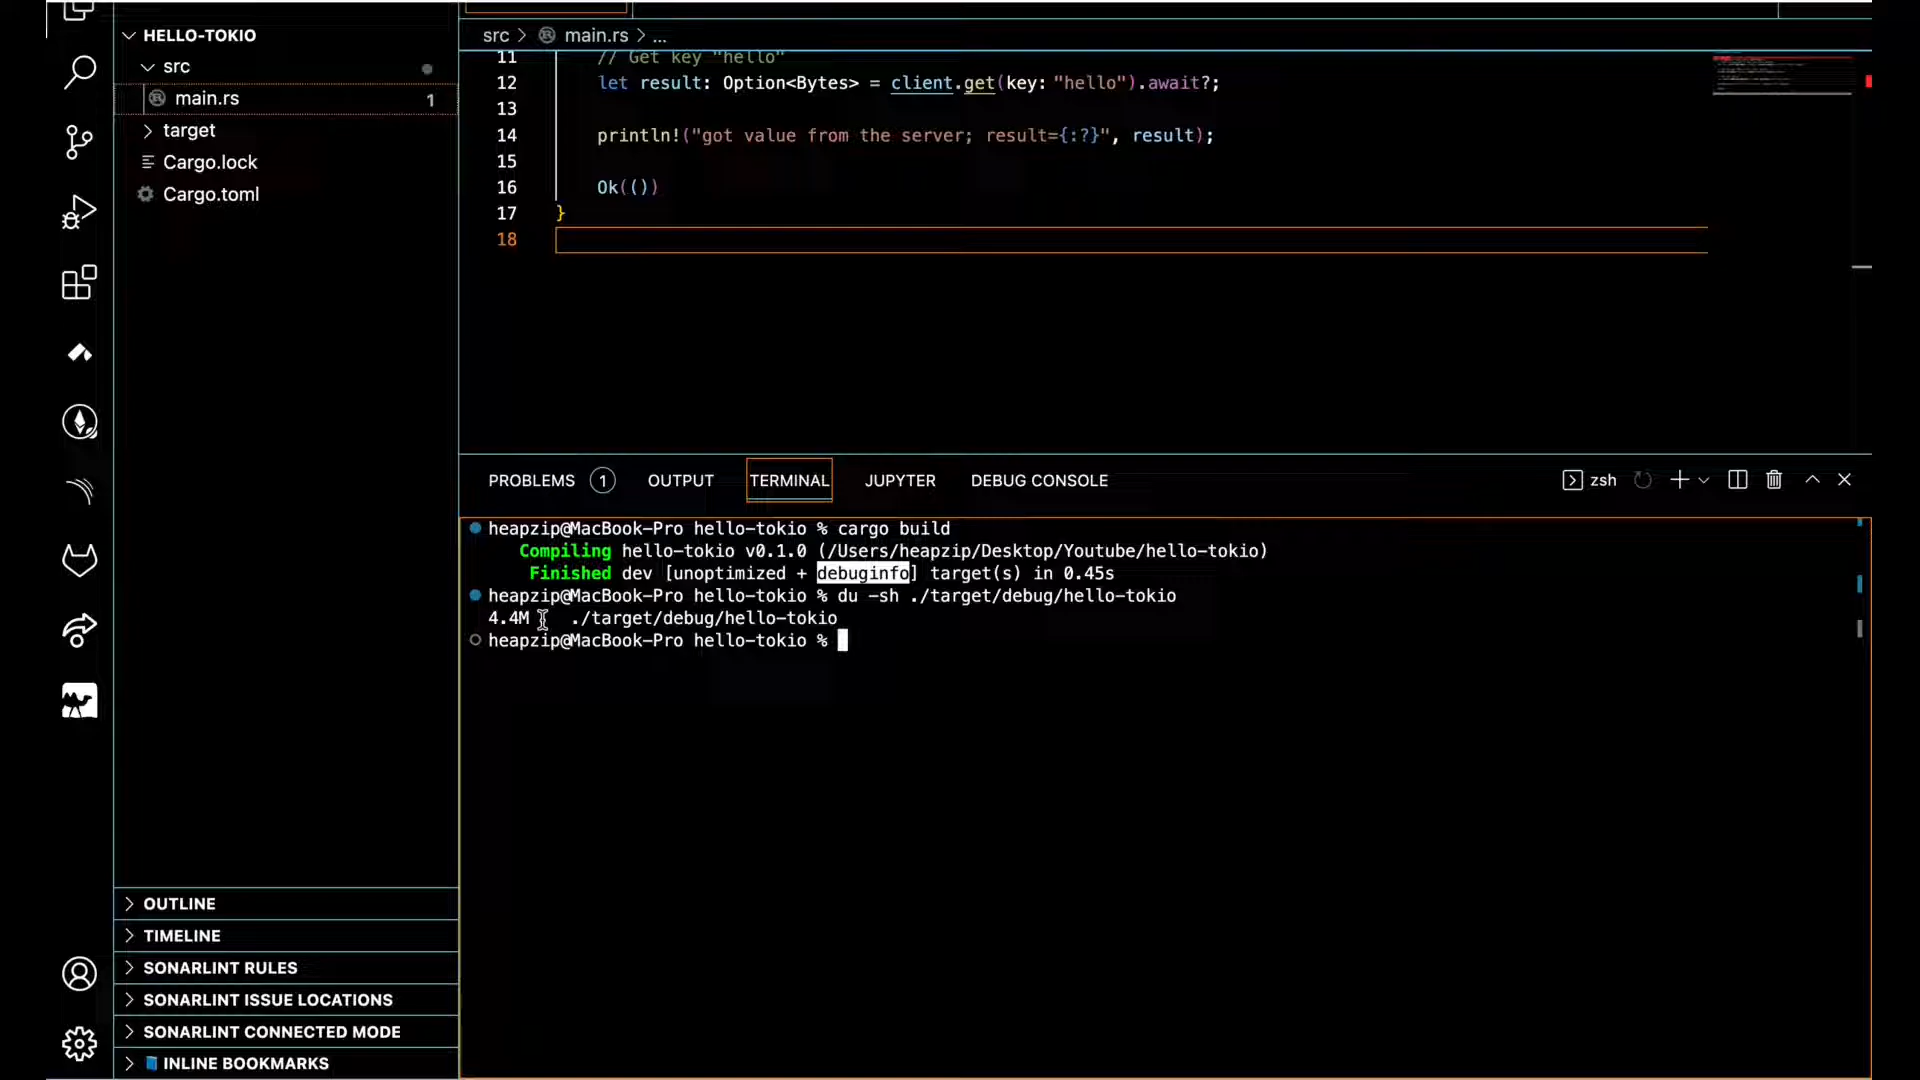 HELLO-TOKIO
src
main.rs 1
target
Cargo.lock
Cargo.toml
OUTLINE
TIMELINE
SONARLINT RULES
SONARLINT ISSUE LOCATIONS
SONARLINT CONNECTED MODE
INLINE BOOKMARKS
src > main.rs > ...
11 // Get key "hello"
12 let result: Option<Bytes> = client.get(key: "hello").await?;
13
14 println!("got value from the server; result={:?}", result);
15
16 Ok(())
17 }
18
PROBLEMS 1 OUTPUT TERMINAL JUPYTER DEBUG CONSOLE zsh
heapzip@MacBook-Pro hello-tokio % cargo build
Compiling hello-tokio v0.1.0 (/Users/heapzip/Desktop/Youtube/hello-tokio)
Finished dev [unoptimized + debuginfo] target(s) in 0.45s
heapzip@MacBook-Pro hello-tokio % du -sh ./target/debug/hello-tokio
4.4M ./target/debug/hello-tokio
heapzip@MacBook-Pro hello-tokio %